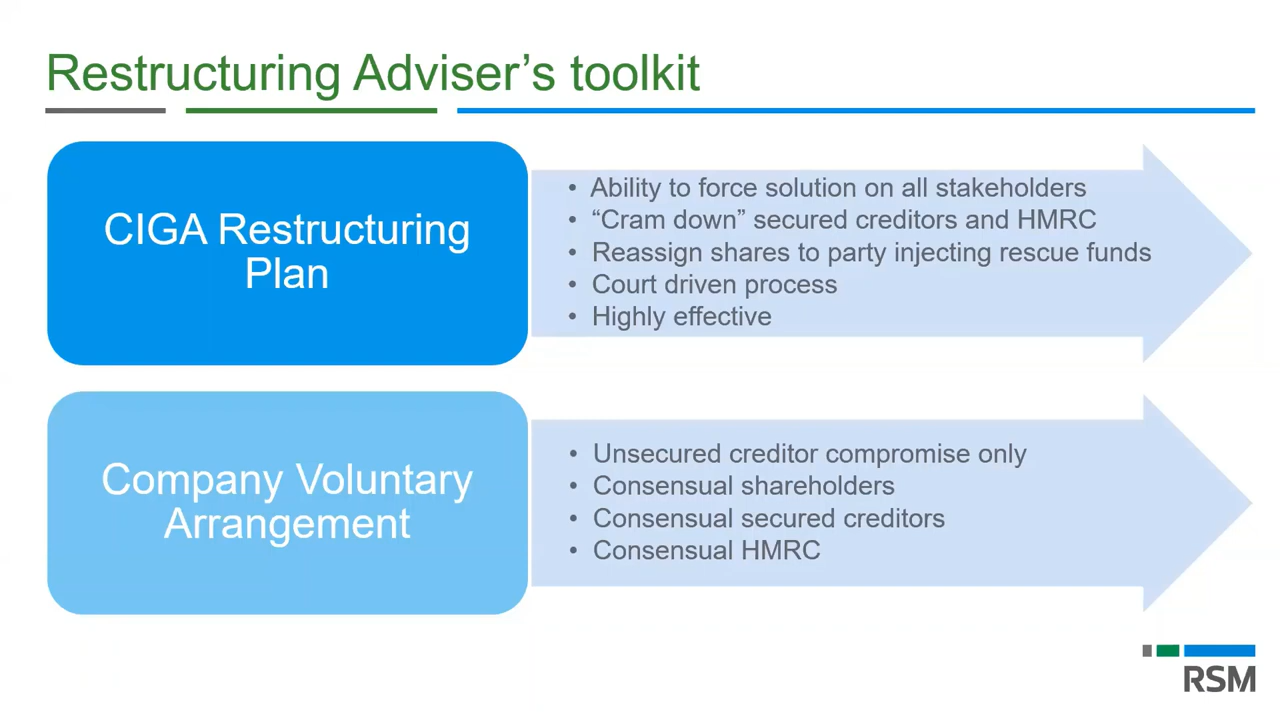 Restructuring Adviser’s toolkit
CIGA Restructuring
Plan
• Ability to force solution on all stakeholders
• “Cram down” secured creditors and HMRC
• Reassign shares to party injecting rescue funds
• Court driven process
• Highly effective
Company Voluntary
Arrangement
• Unsecured creditor compromise only
• Consensual shareholders
• Consensual secured creditors
• Consensual HMRC
RSM